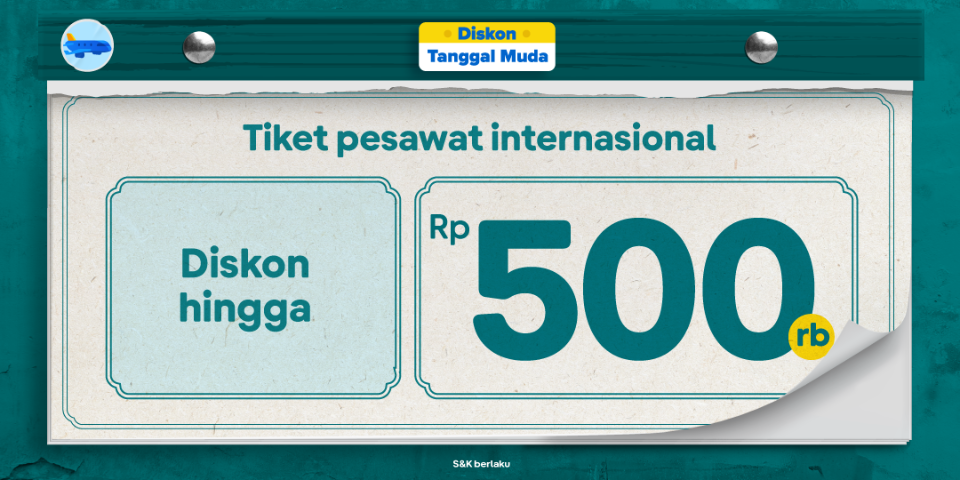 Diskon
Tanggal Muda
Tiket pesawat internasional
Diskon
hingga
Rp 500 rb
S&K berlaku